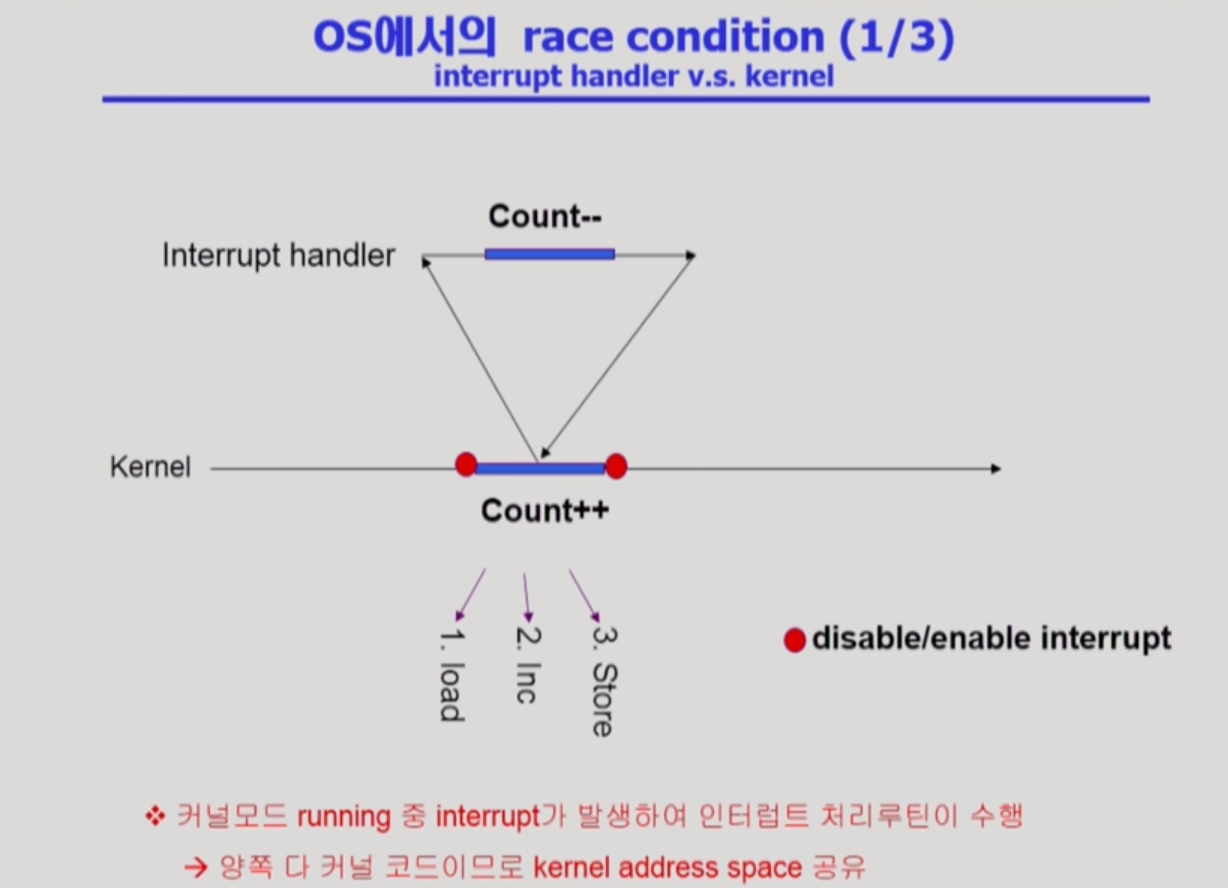 OS에서의 race condition (1/3)
interrupt handler v.s. kernel
Count--
Interrupt handler
Kernel
Count++
1. load
2. Inc
3. Store
disable/enable interrupt
❖ 커널모드 running 중 interrupt가 발생하여 인터럽트 처리루틴이 수행
→ 양쪽 다 커널 코드이므로 kernel address space 공유